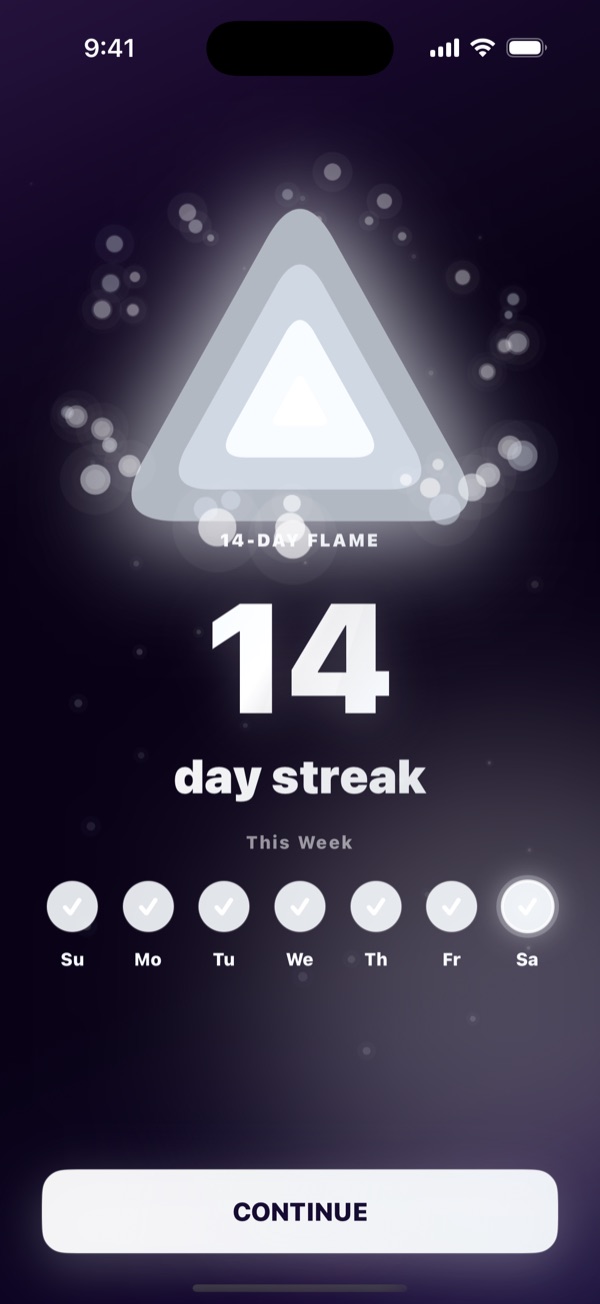 9:41
14-DAY FLAME
14
day streak
This Week
Su Mo Tu We Th Fr Sa
CONTINUE